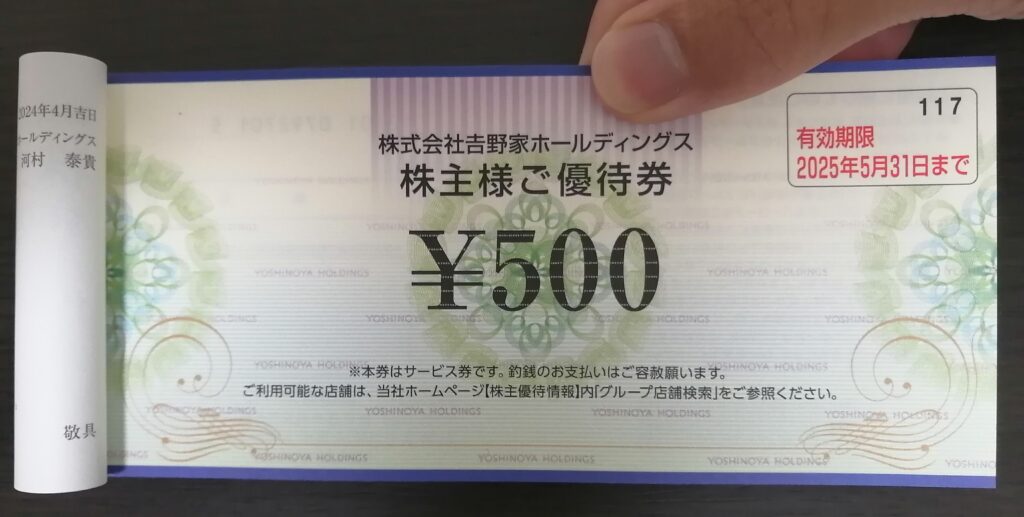 2024年4月吉日
ールディングス
河村 泰貴
敬具
株式会社𠮷野家ホールディングス
株主様ご優待券
¥500
117
有効期限
2025年5月31日まで
※本券はサービス券です。釣銭のお支払いはご容赦願います。
ご利用可能な店舗は、当社ホームページ【株主優待情報】内「グループ店舗検索」をご参照ください。
YOSHINOYA HOLDINGS